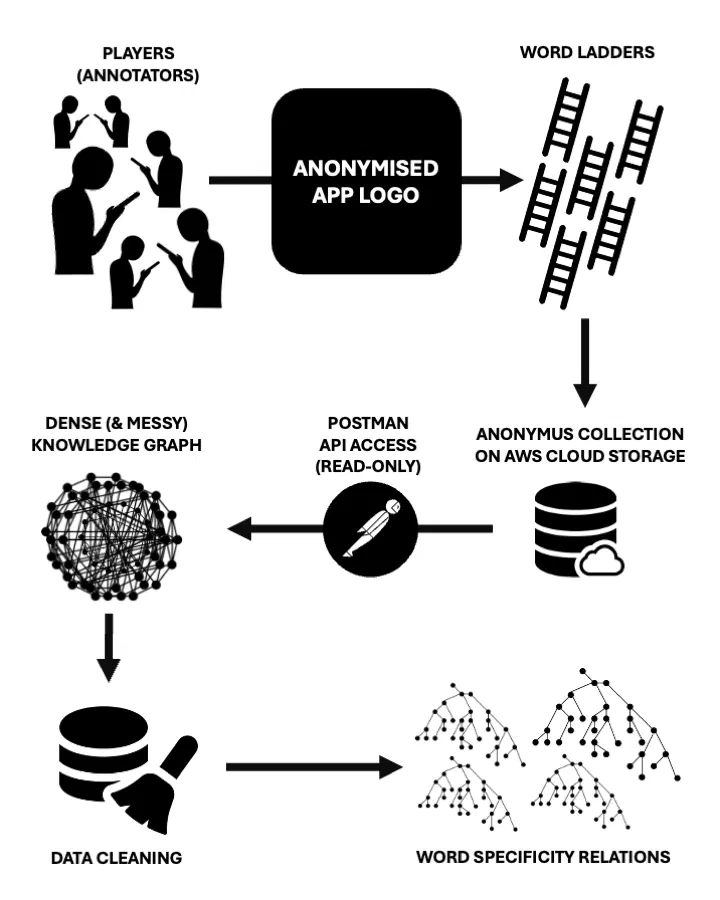 PLAYERS
(ANNOTATORS)
ANONYMISED
APP LOGO
WORD LADDERS
DENSE (& MESSY)
KNOWLEDGE GRAPH
POSTMAN
API ACCESS
(READ-ONLY)
ANONYMUS COLLECTION
ON AWS CLOUD STORAGE
DATA CLEANING
WORD SPECIFICITY RELATIONS